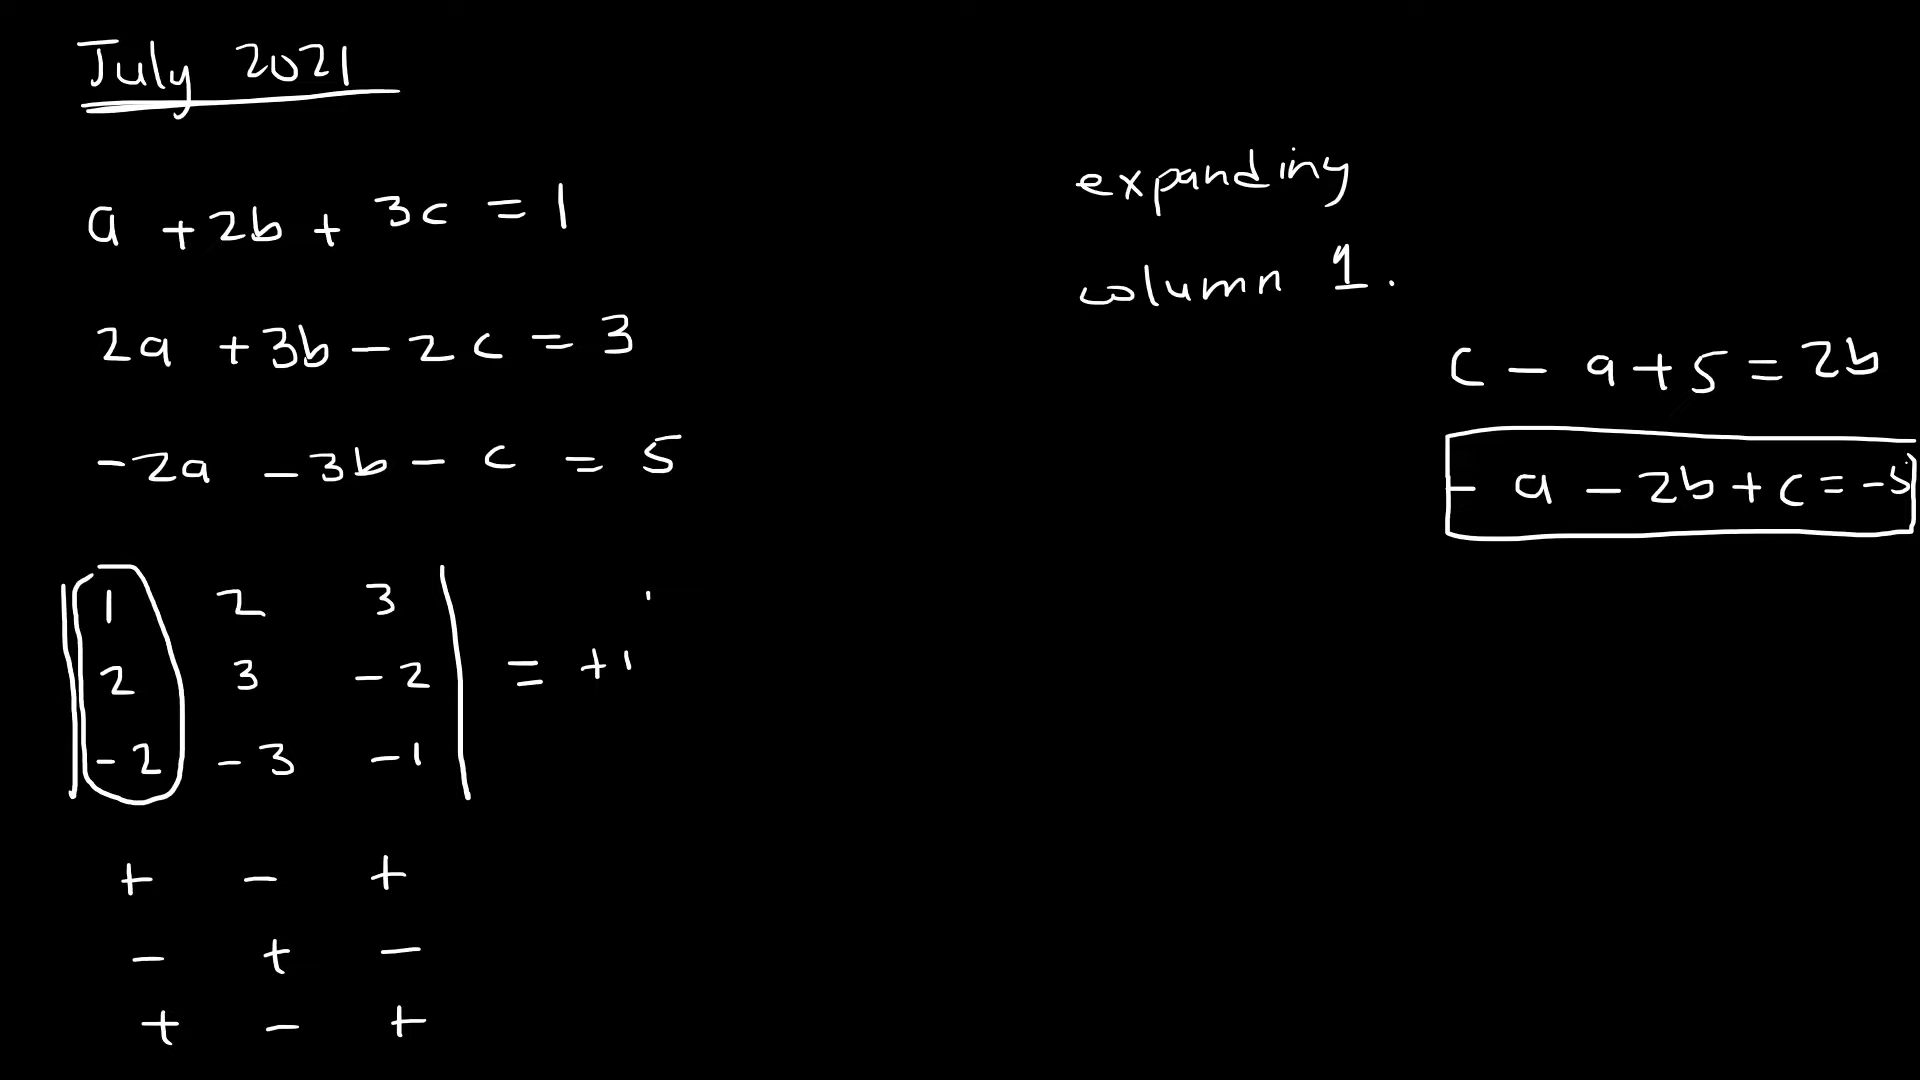 July 2021
a + 2b + 3c = 1
2a + 3b - 2c = 3
-2a - 3b - c = 5
1 2 3
2 3 -2
-2 -3 -1
= +1
+ - +
- + -
+ - +
expanding
column 1.
c - a + 5 = 2b
- a - 2b + c = -5